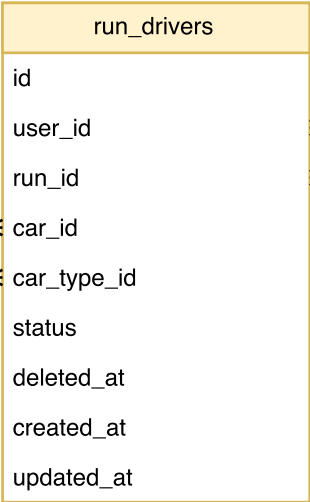 run_drivers
id
user_id
run_id
car_id
car_type_id
status
deleted_at
created_at
updated_at